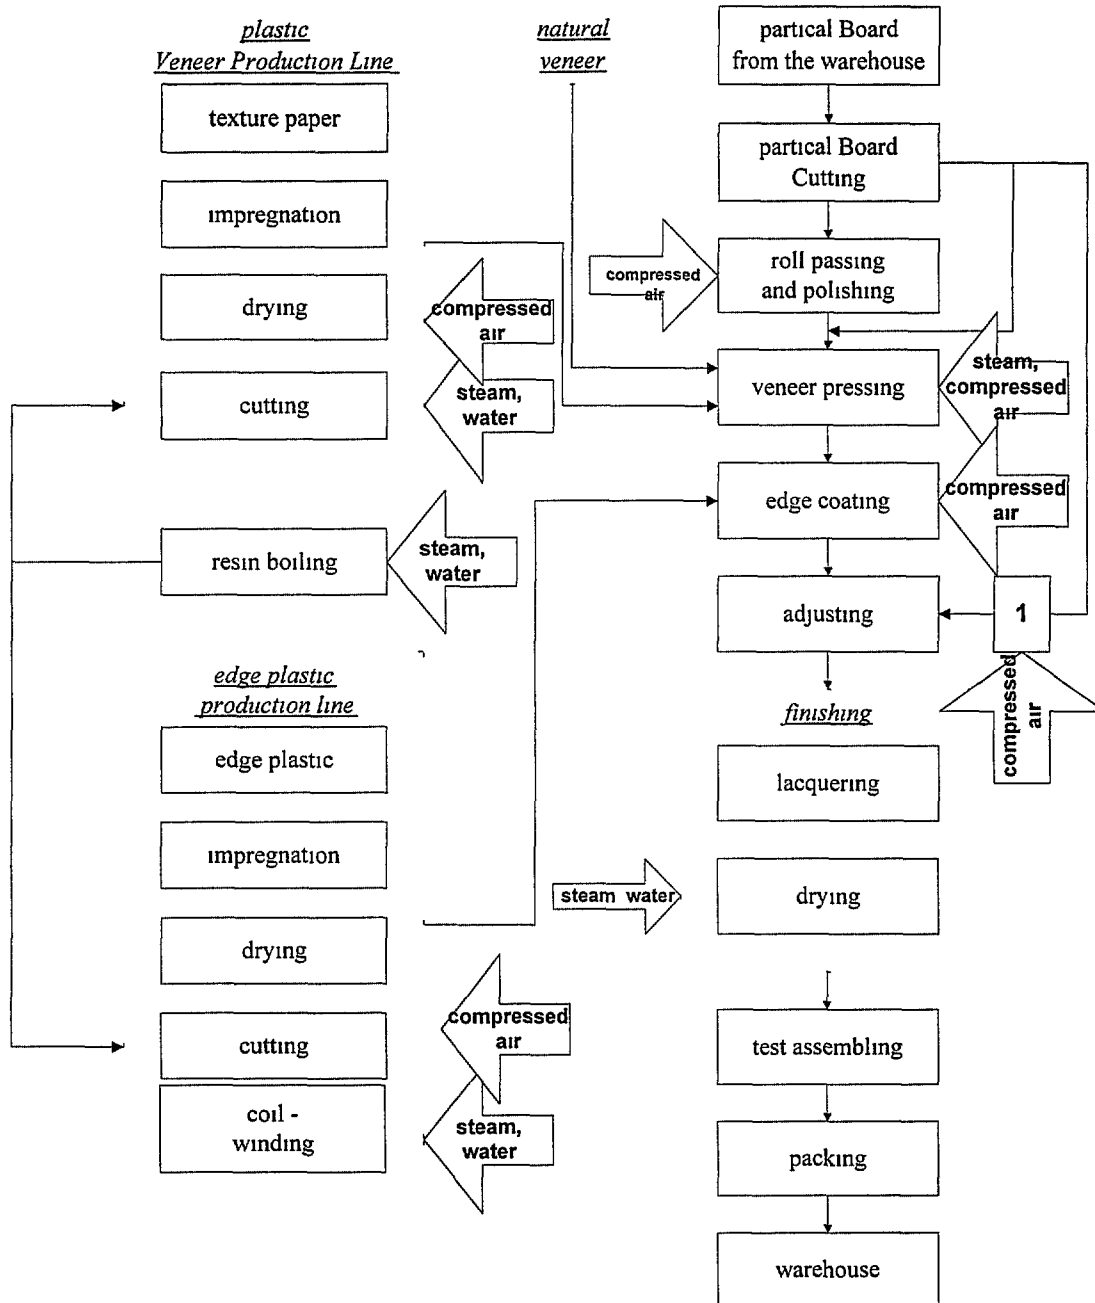 plastic
Veneer Production Line
texture paper
impregnation
drying
compressed
air
cutting
steam,
water
resin boiling
steam,
water
edge plastic
production line
edge plastic
impregnation
drying
cutting
compressed
air
coil -
winding
steam,
water
natural
veneer
partical Board
from the warehouse
partical Board
Cutting
compressed
air
roll passing
and polishing
veneer pressing
steam,
compressed
air
edge coating
compressed
air
adjusting
1
compressed
air
finishing
lacquering
steam water
drying
test assembling
packing
warehouse